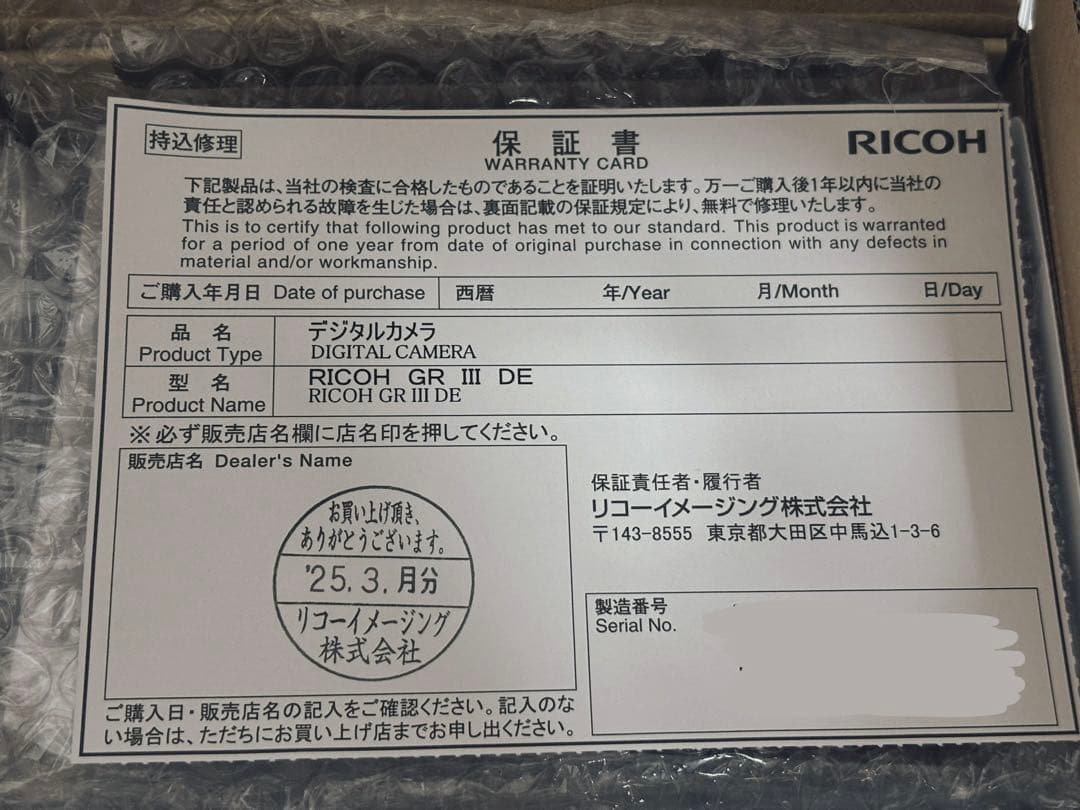 持込修理
保証書
WARRANTY CARD
RICOH
下記製品は、当社の検査に合格したものであることを証明いたします。万一ご購入後1年以内に当社の
責任と認められる故障を生じた場合は、裏面記載の保証規定により、無料で修理いたします。
This is to certify that following product has met to our standard. This product is warranted
for a period of one year from date of original purchase in connection with any defects in
material and/or workmanship.
ご購入年月日 Date of purchase 西暦 年/Year 月/Month 日/Day
品名 デジタルカメラ
Product Type DIGITAL CAMERA
型名 RICOH GR III DE
Product Name RICOH GR III DE
※必ず販売店名欄に店名印を押してください。
販売店名 Dealer's Name
お買い上げ頂き、
ありがとうございます。
'25.3.月分
リコーイメージング
株式会社
保証責任者・履行者
リコーイメージング株式会社
〒143-8555 東京都大田区中馬込1-3-6
製造番号
Serial No.
ご購入日・販売店名の記入をご確認ください。記入のな
い場合は、ただちにお買い上げ店までお申し出ください。